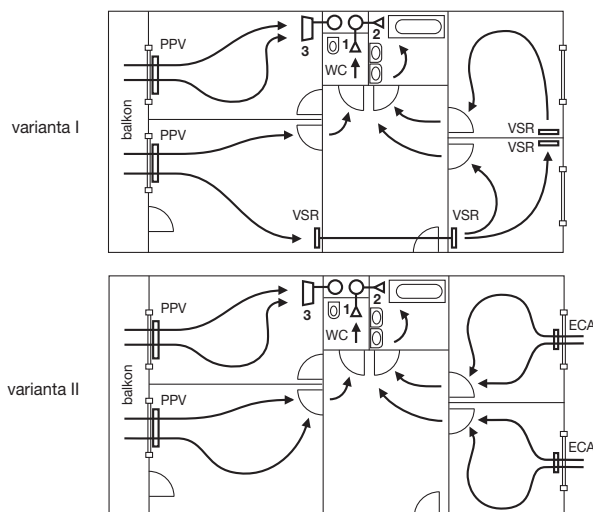 PPV
3
1
2
WC
varianta I
balkon
PPV
VSR
VSR
VSR
VSR
PPV
3
1
2
WC
ECA
varianta II
balkon
PPV
ECA